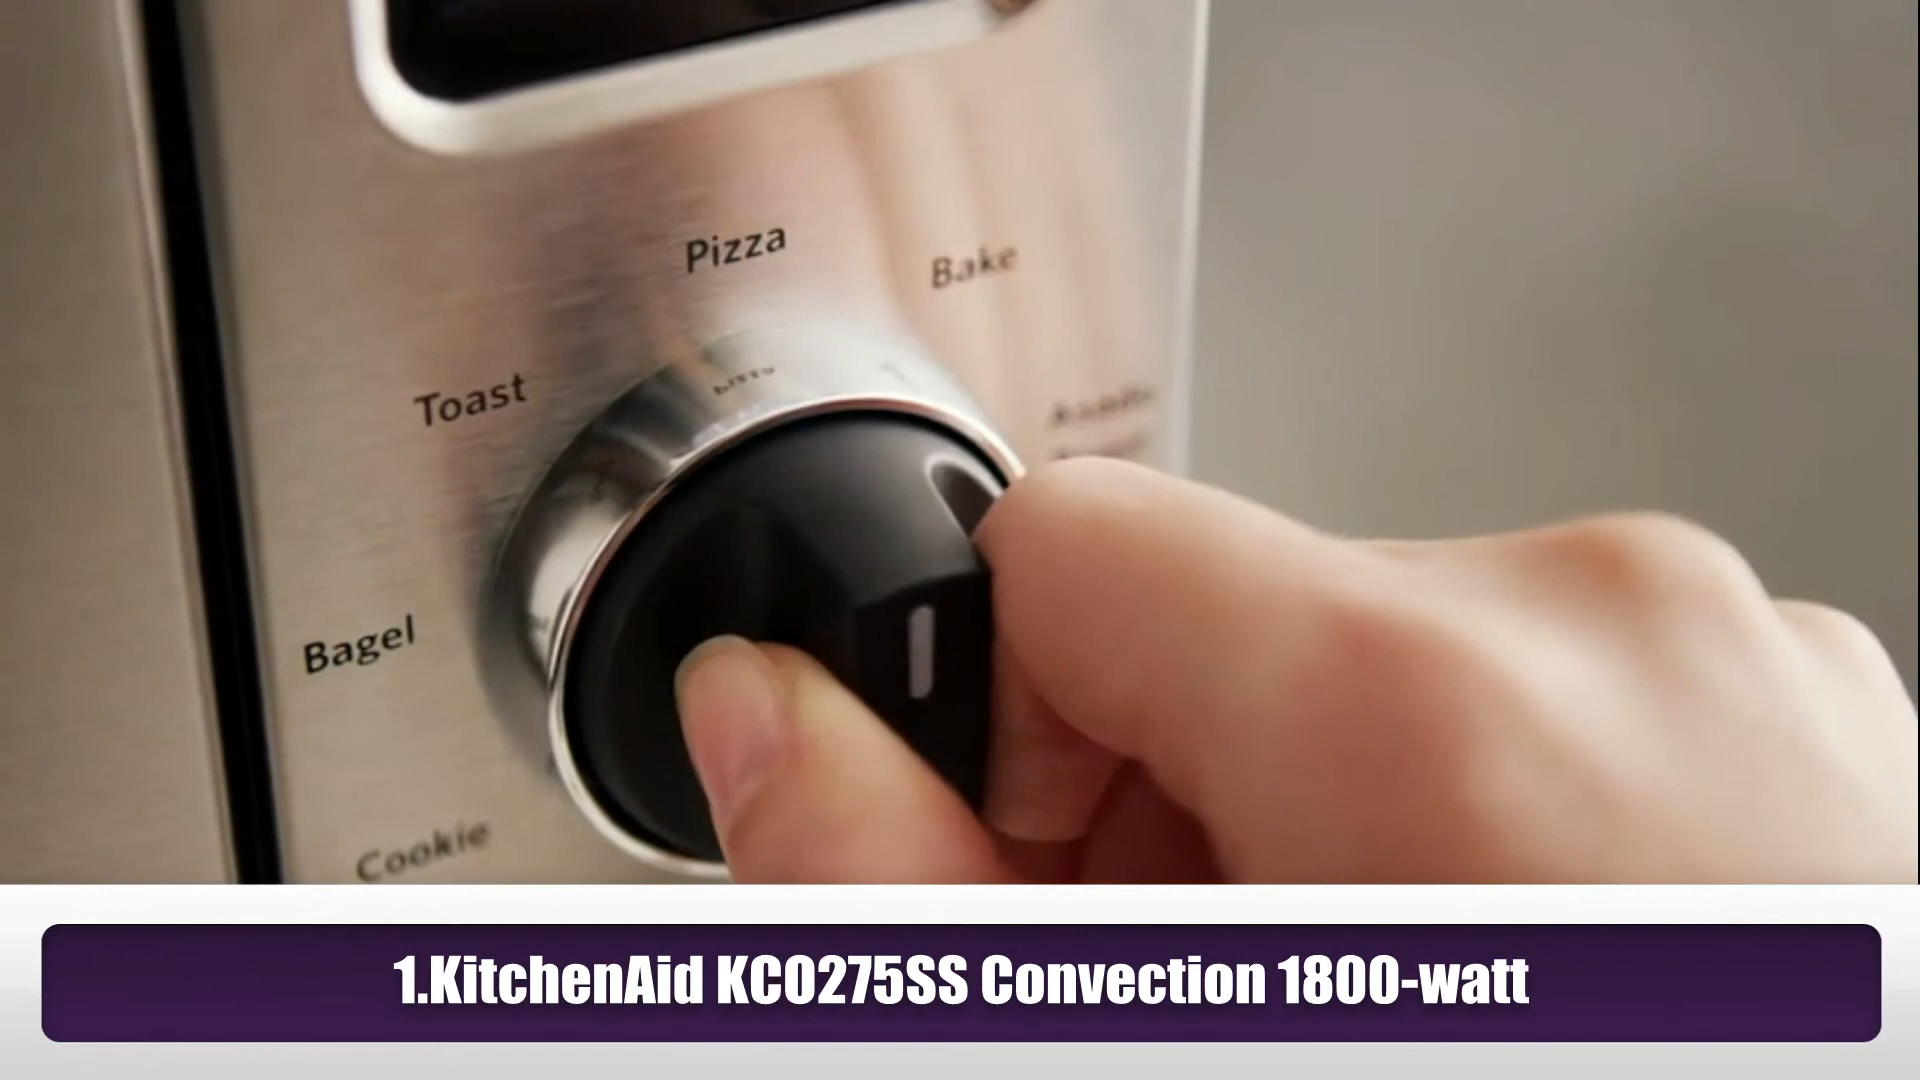 Pizza
Bake
Toast
Bagel
Cookie
1.KitchenAid KCO275SS Convection 1800-watt